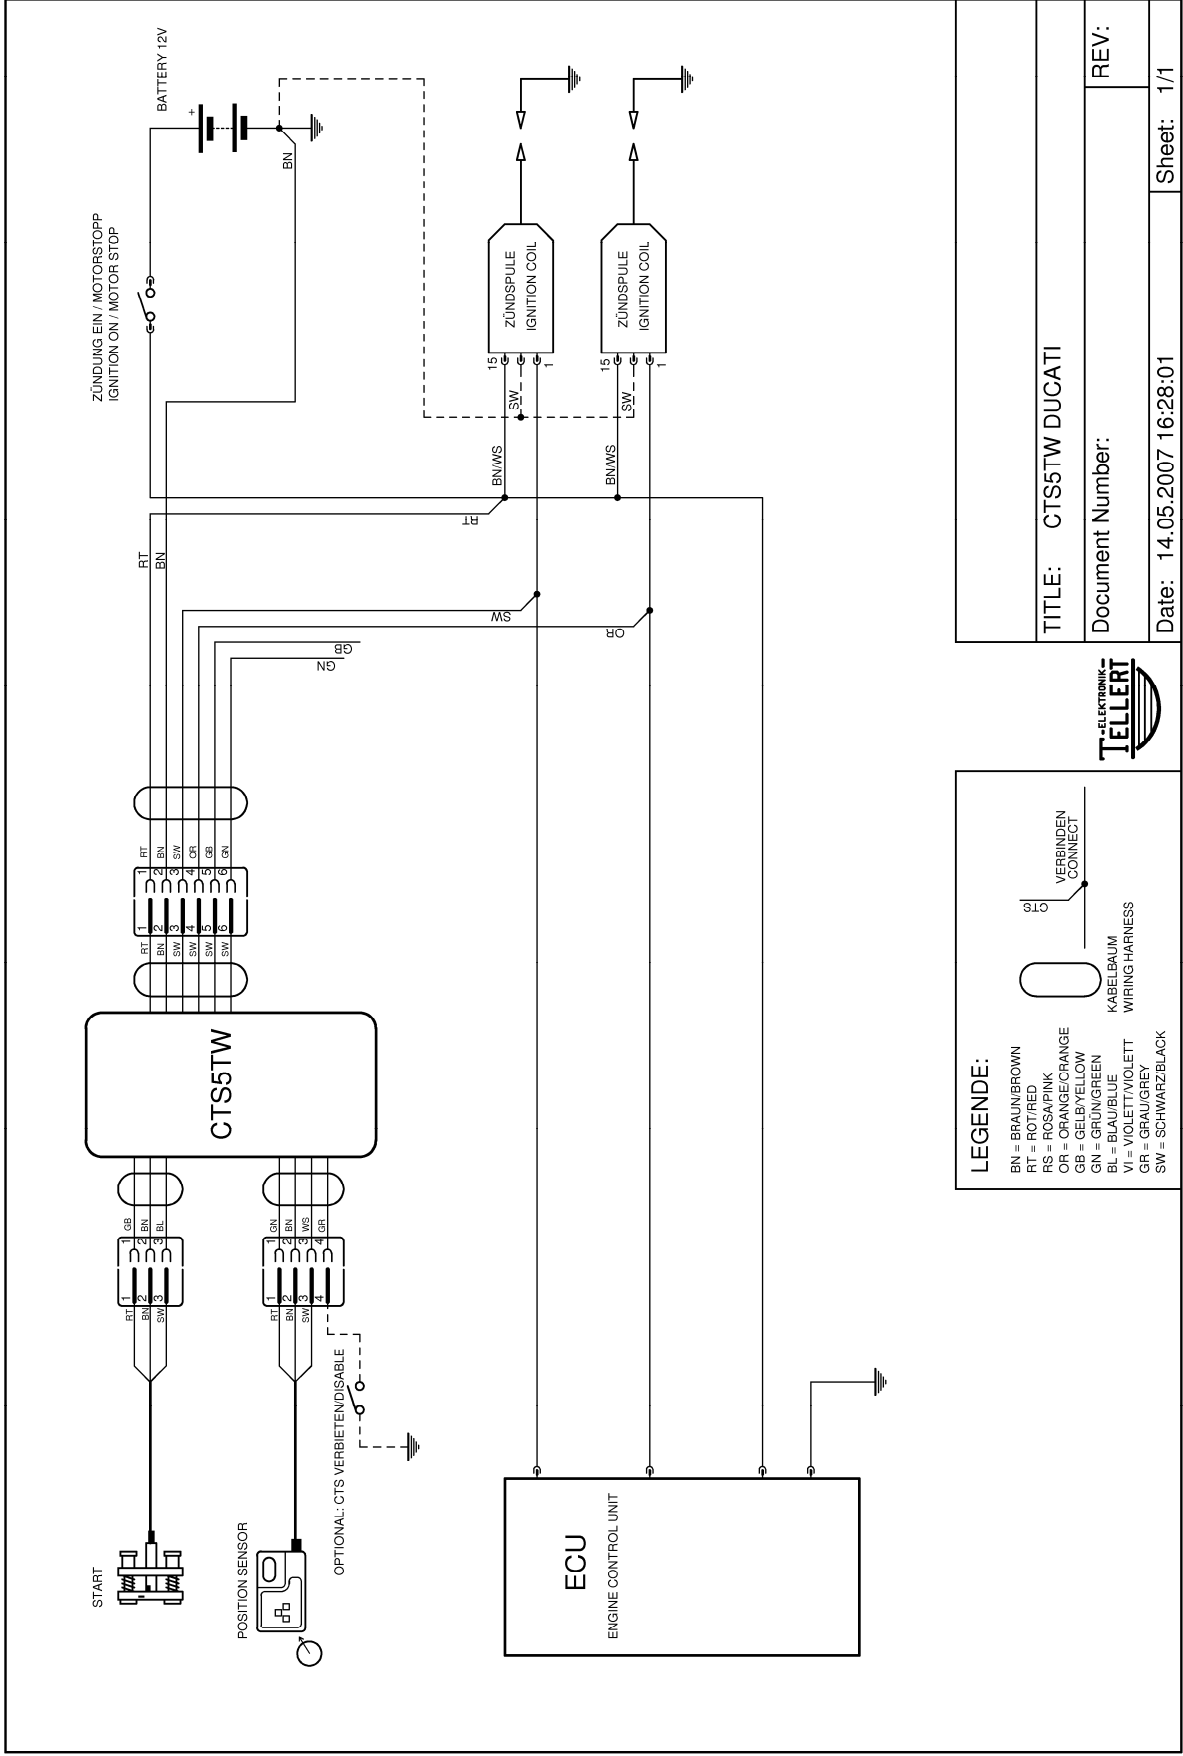 START
RT
BN
SW
1
2
3
1
2
3
GB
BN
BL
POSITION SENSOR
RT
BN
SW
1
2
3
4
1
2
3
4
GN
BN
WS
GR
OPTIONAL: CTS VERBIETEN/DISABLE
CTS5TW
RT
BN
SW
SW
SW
SW
1
2
3
4
5
6
1
2
3
4
5
6
RT
BN
SW
OR
GB
GN
RT
BN
GN
GB
SW
OR
RT
ZÜNDUNG EIN / MOTORSTOPP
IGNITION ON / MOTOR STOP
BATTERY 12V
+
BN
BN/WS
SW
15
1
ZÜNDSPULE
IGNITION COIL
BN/WS
SW
15
1
ZÜNDSPULE
IGNITION COIL
ECU
ENGINE CONTROL UNIT
LEGENDE:
BN = BRAUN/BROWN
RT = ROT/RED
RS = ROSA/PINK
OR = ORANGE/CRANGE
GB = GELB/YELLOW
GN = GRÜN/GREEN
BL = BLAU/BLUE
VI = VIOLETT/VIOLETT
GR = GRAU/GREY
SW = SCHWARZ/BLACK
KABELBAUM
WIRING HARNESS
CTS
VERBINDEN
CONNECT
-ELEKTRONIK-
TELLERT
TITLE: CTS5TW DUCATI
Document Number:
REV:
Date: 14.05.2007 16:28:01
Sheet: 1/1